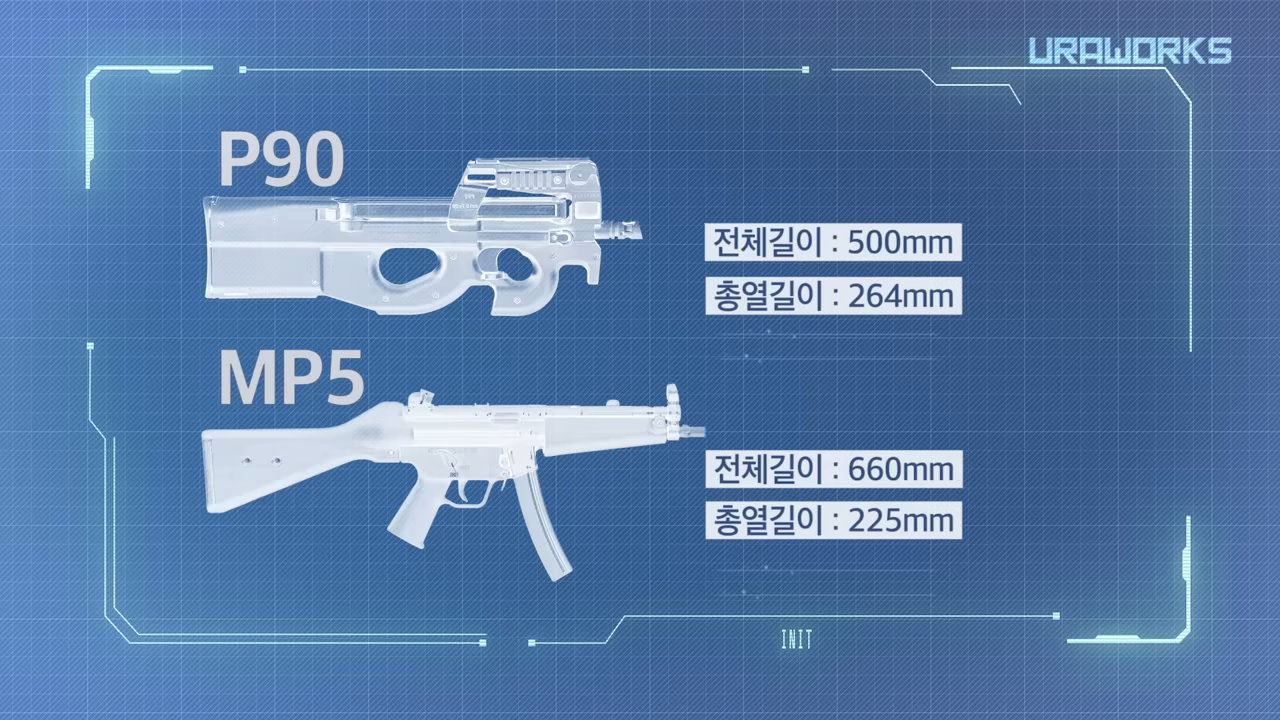 URAWORKS
P90
전체길이 : 500mm
총열길이 : 264mm
MP5
전체길이 : 660mm
총열길이 : 225mm
INIT